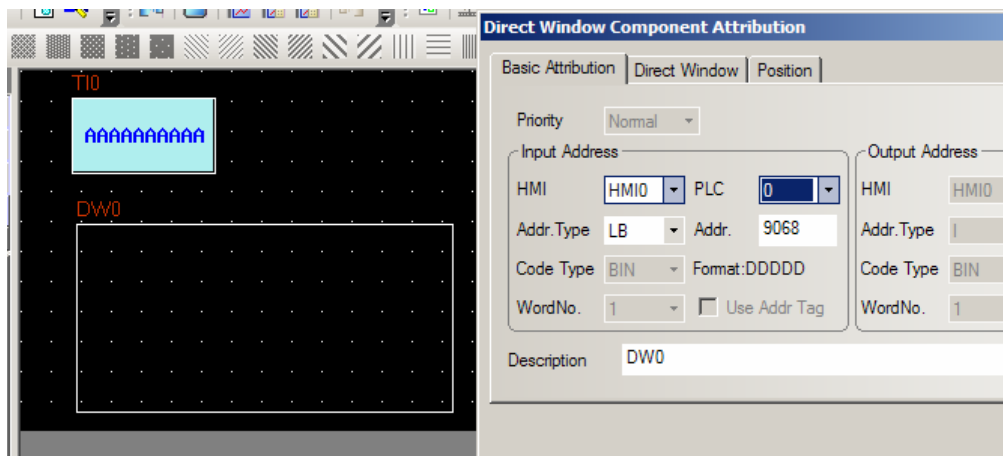 Direct Window Component Attribution
Basic Attribution Direct Window Position
TI0
AAAAAAAAAA
DW0
Priority Normal
Input Address Output Address
HMI HMI0 PLC 0 HMI HMI0
Addr.Type LB Addr. 9068 Addr.Type I
Code Type BIN Format:DDDDD Code Type BIN
WordNo. 1 Use Addr Tag WordNo. 1
Description DW0